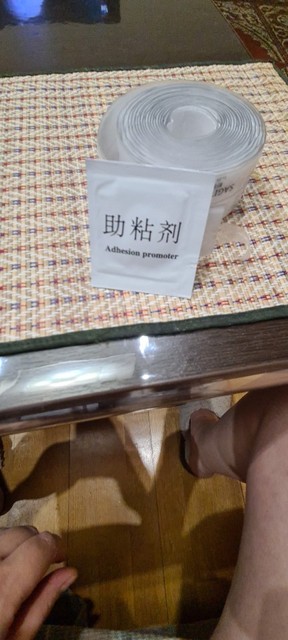 助粘剂
Adhesion promoter